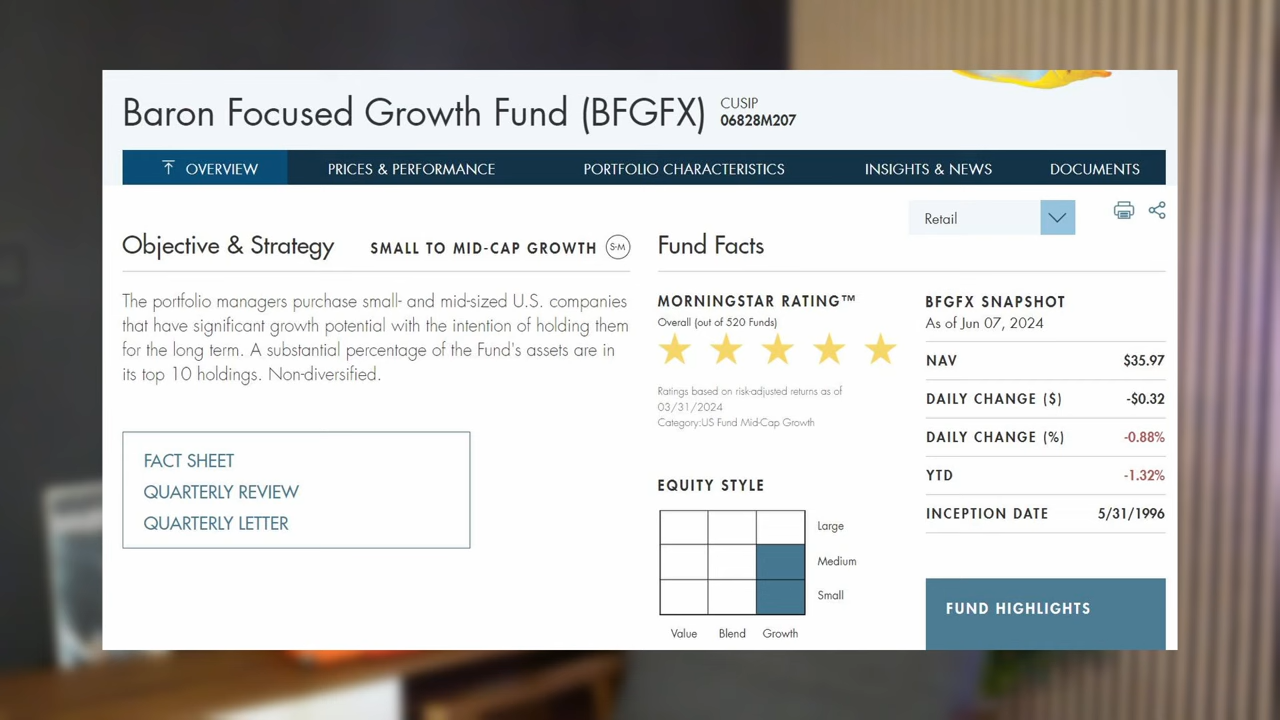 Baron Focused Growth Fund (BFGFX)
CUSIP
06828M207
OVERVIEW
PRICES & PERFORMANCE
PORTFOLIO CHARACTERISTICS
INSIGHTS & NEWS
DOCUMENTS
Retail
Objective & Strategy
SMALL TO MID-CAP GROWTH
S-M
The portfolio managers purchase small- and mid-sized U.S. companies
that have significant growth potential with the intention of holding them
for the long term. A substantial percentage of the Fund's assets are in
its top 10 holdings. Non-diversified.
FACT SHEET
QUARTERLY REVIEW
QUARTERLY LETTER
Fund Facts
MORNINGSTAR RATING™
Overall (out of 520 Funds)
Ratings based on risk-adjusted returns as of
03/31/2024
Category:US Fund Mid-Cap Growth
EQUITY STYLE
Large
Medium
Small
Value
Blend
Growth
BFGFX SNAPSHOT
As of Jun 07, 2024
NAV
$35.97
DAILY CHANGE ($)
-$0.32
DAILY CHANGE (%)
-0.88%
YTD
-1.32%
INCEPTION DATE
5/31/1996
FUND HIGHLIGHTS